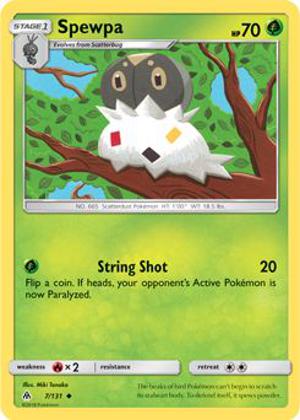 STAGE 1
Spewpa
HP 70
Evolves from Scatterbug
NO. 665 Scatterdust Pokémon HT: 1'00" WT: 18.5 lbs.
String Shot 20
Flip a coin. If heads, your opponent's Active Pokémon is
now Paralyzed.
weakness ×2 resistance retreat
Illus. Miki Tanaka
7/131
©2018 Pokémon
The beaks of bird Pokémon can't begin to scratch its
stalwart body. To defend itself, it spews powder.